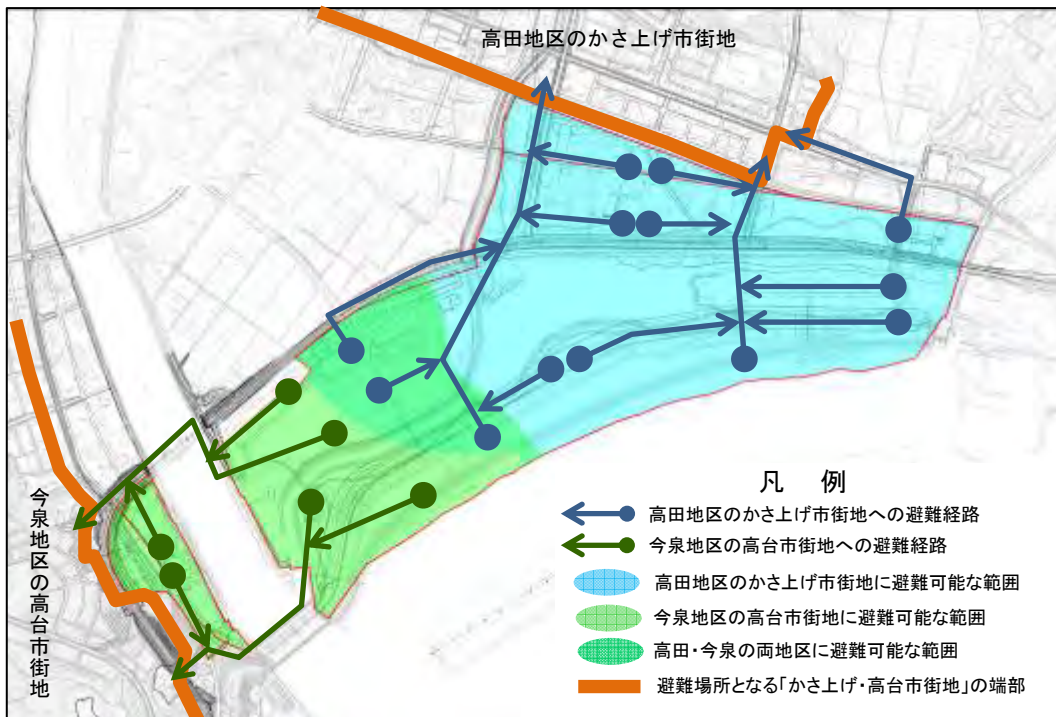 高田地区のかさ上げ市街地
今泉地区の高台市街地
凡 例
高田地区のかさ上げ市街地への避難経路
今泉地区の高台市街地への避難経路
高田地区のかさ上げ市街地に避難可能な範囲
今泉地区の高台市街地に避難可能な範囲
高田・今泉の両地区に避難可能な範囲
避難場所となる「かさ上げ・高台市街地」の端部